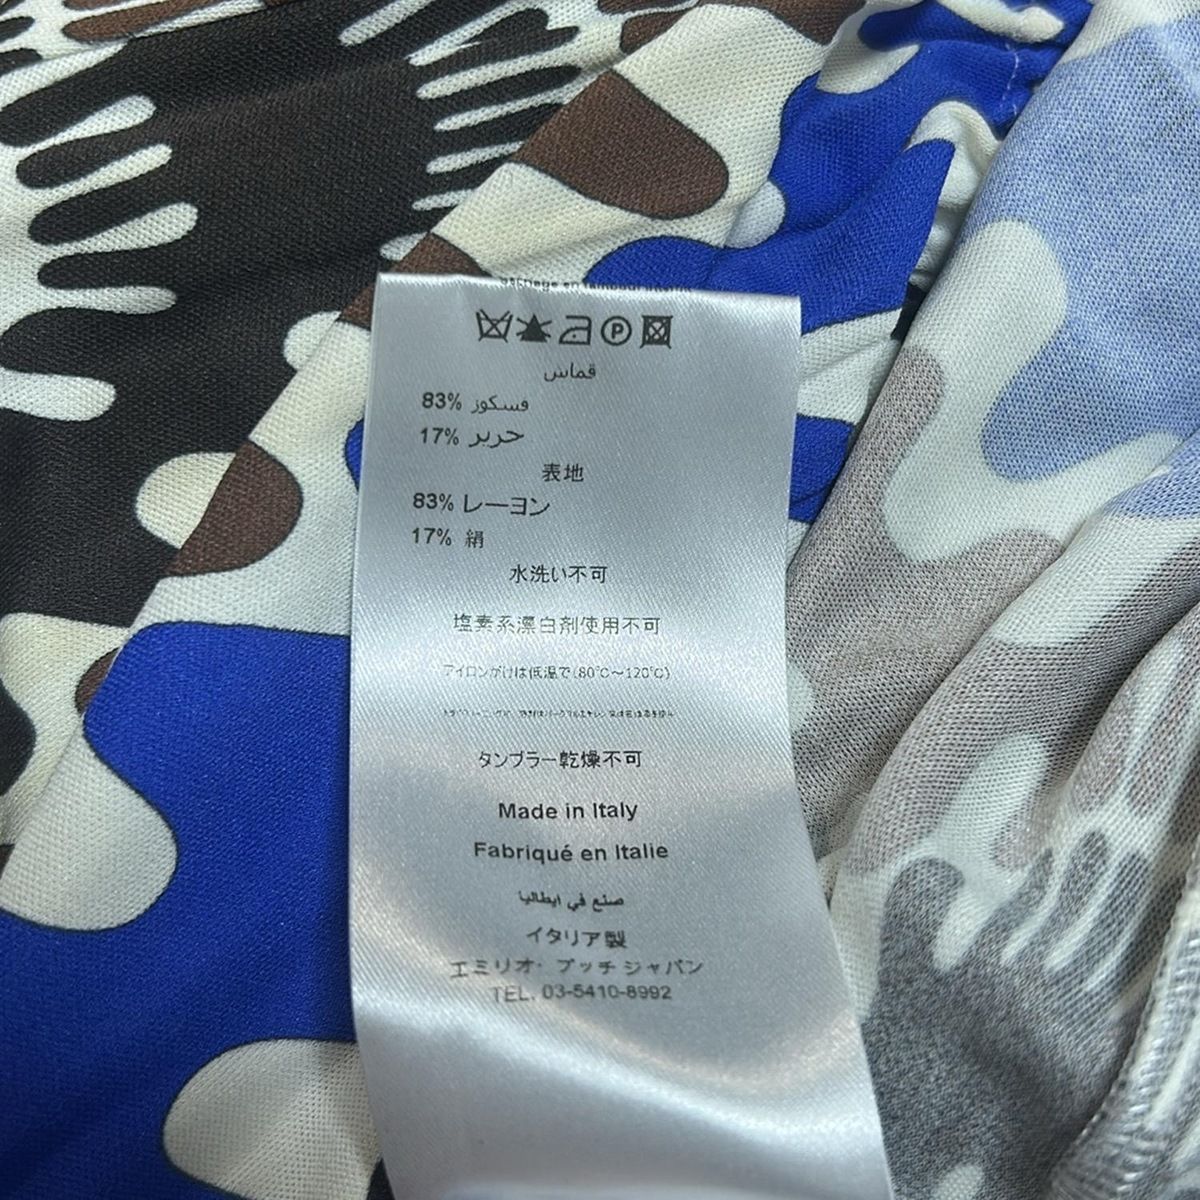 قماش
83% فسكوز
17% حرير
表地
83% レーヨン
17% 絹
水洗い不可
塩素系漂白剤使用不可
アイロンがけは低温で(80℃～120℃)
タンブラー乾燥不可
Made in Italy
Fabriqué en Italie
صنع في ايطاليا
イタリア製
エミリオ・プッチジャパン
TEL. 03-5410-8992